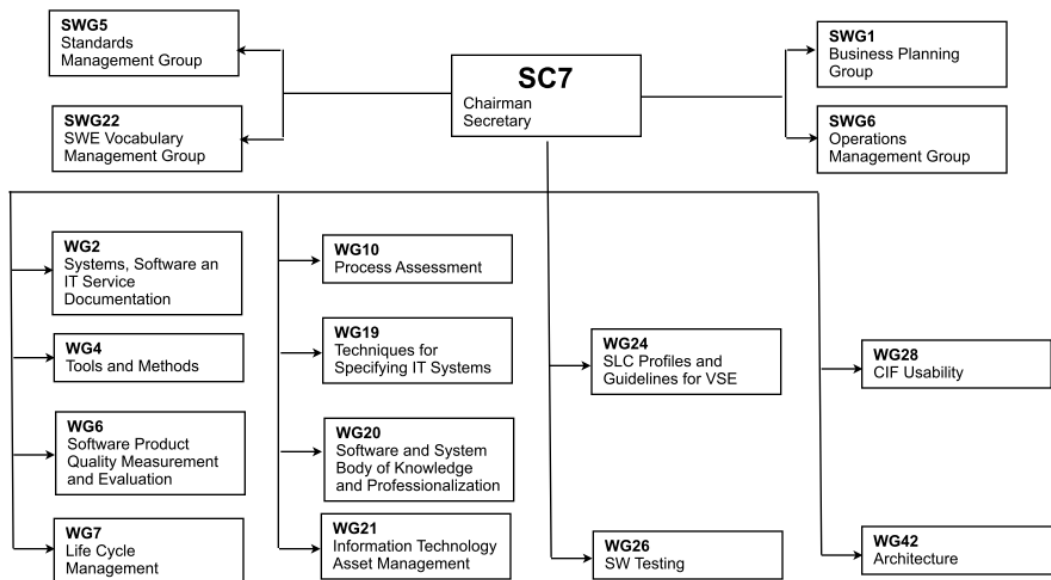 SWG5
Standards
Management Group
SWG22
SWE Vocabulary
Management Group
SC7
Chairman
Secretary
SWG1
Business Planning
Group
SWG6
Operations
Management Group
WG2
Systems, Software an
IT Service
Documentation
WG4
Tools and Methods
WG6
Software Product
Quality Measurement
and Evaluation
WG7
Life Cycle
Management
WG10
Process Assessment
WG19
Techniques for
Specifying IT Systems
WG20
Software and System
Body of Knowledge
and Professionalization
WG21
Information Technology
Asset Management
WG24
SLC Profiles and
Guidelines for VSE
WG26
SW Testing
WG28
CIF Usability
WG42
Architecture